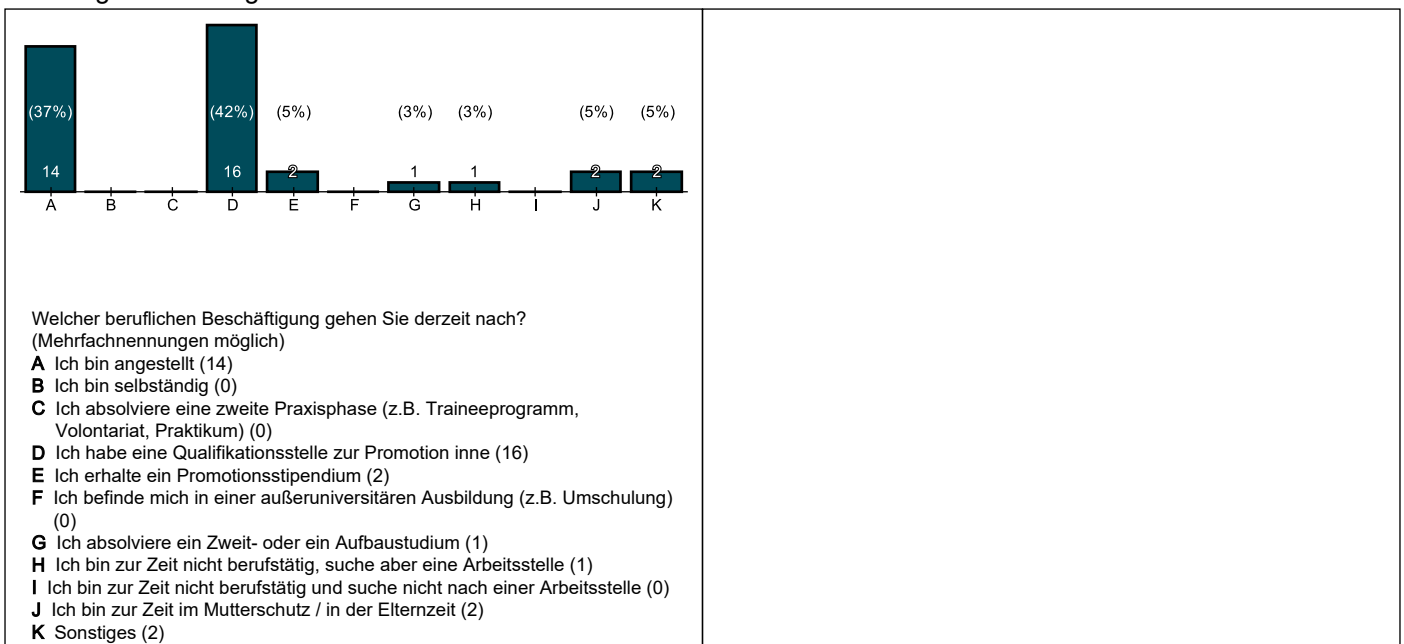 (37%) (42%) (5%) (3%) (3%) (5%) (5%)
14 16 2 1 1 2 2
A B C D E F G H I J K
Welcher beruflichen Beschäftigung gehen Sie derzeit nach?
(Mehrfachnennungen möglich)
A Ich bin angestellt (14)
B Ich bin selbständig (0)
C Ich absolviere eine zweite Praxisphase (z.B. Traineeprogramm,
Volontariat, Praktikum) (0)
D Ich habe eine Qualifikationsstelle zur Promotion inne (16)
E Ich erhalte ein Promotionsstipendium (2)
F Ich befinde mich in einer außeruniversitären Ausbildung (z.B. Umschulung)
(0)
G Ich absolviere ein Zweit- oder ein Aufbaustudium (1)
H Ich bin zur Zeit nicht berufstätig, suche aber eine Arbeitsstelle (1)
I Ich bin zur Zeit nicht berufstätig und suche nicht nach einer Arbeitsstelle (0)
J Ich bin zur Zeit im Mutterschutz / in der Elternzeit (2)
K Sonstiges (2)